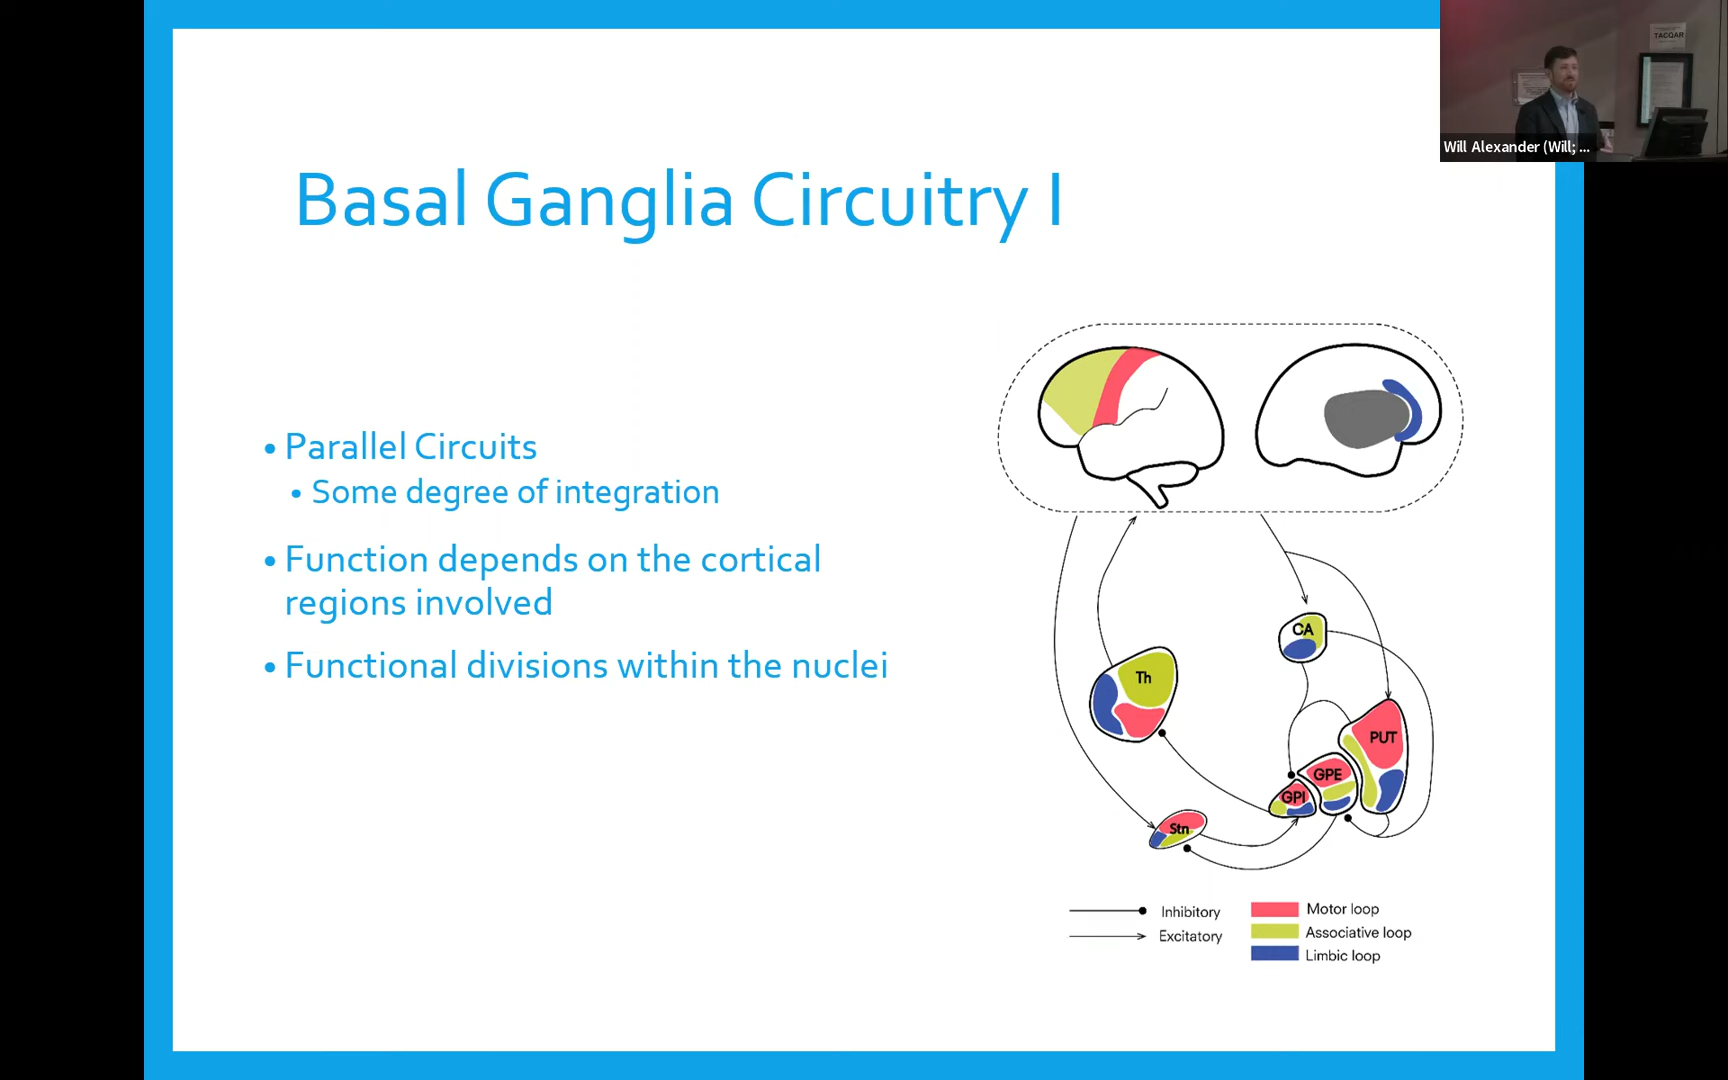 TACQAR
Will Alexander (Will; ...
Basal Ganglia Circuitry I
• Parallel Circuits
• Some degree of integration
• Function depends on the cortical
regions involved
• Functional divisions within the nuclei
CA
Th
PUT
GPE
GPI
Stn
Inhibitory
Excitatory
Motor loop
Associative loop
Limbic loop